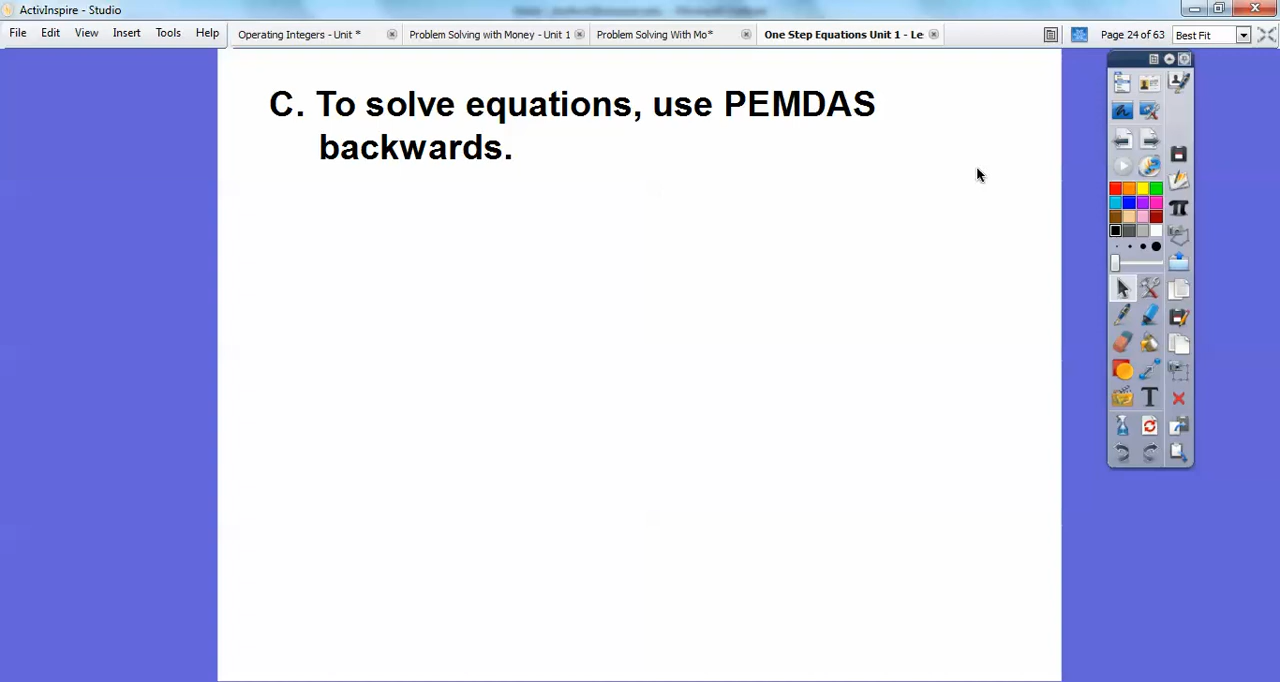 ActivInspire - Studio
File Edit View Insert Tools Help
Operating Integers - Unit * Problem Solving with Money - Unit 1 Problem Solving With Mo* One Step Equations Unit 1 - Le
Page 24 of 63 Best Fit
C. To solve equations, use PEMDAS
backwards.